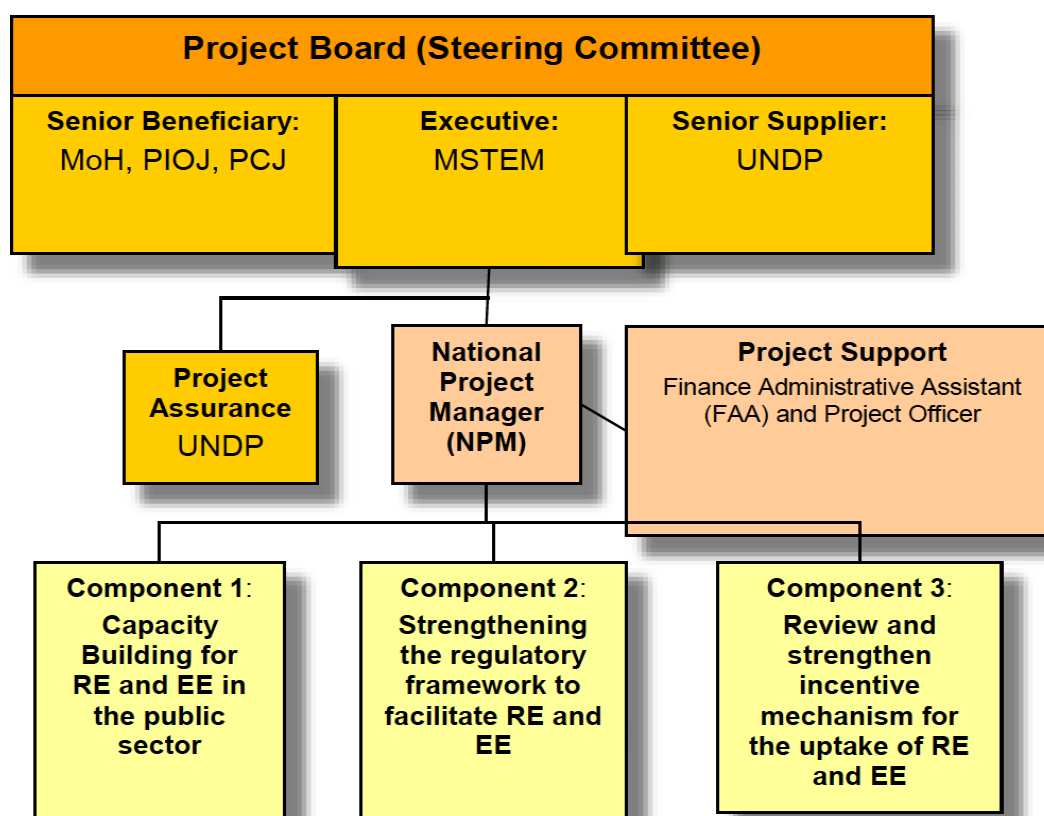 Project Board (Steering Committee)
Senior Beneficiary:
MoH, PIOJ, PCJ
Executive:
MSTEM
Senior Supplier:
UNDP
Project
Assurance
UNDP
National
Project
Manager
(NPM)
Project Support
Finance Administrative Assistant
(FAA) and Project Officer
Component 1:
Capacity
Building for
RE and EE in
the public
sector
Component 2:
Strengthening
the regulatory
framework to
facilitate RE and
EE
Component 3:
Review and
strengthen
incentive
mechanism for
the uptake of RE
and EE